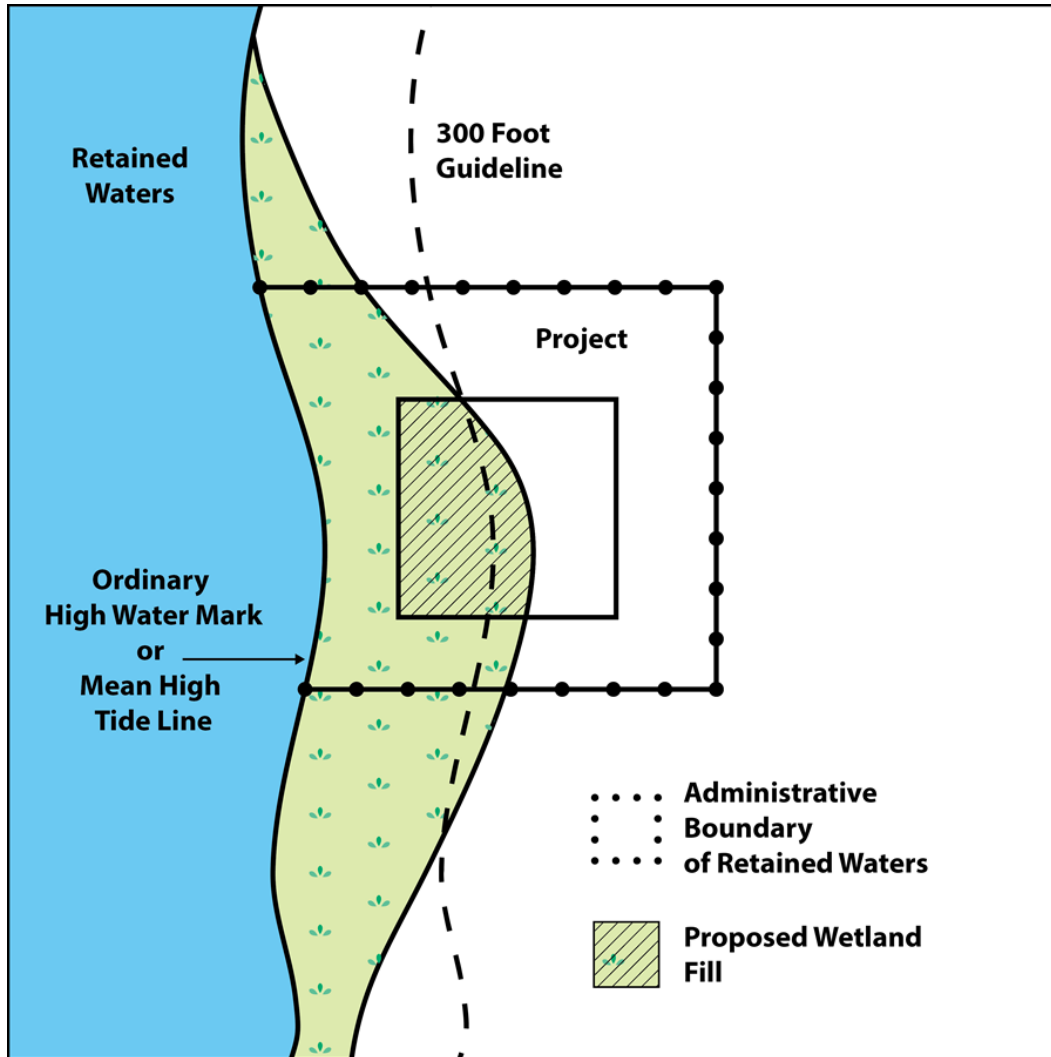 Retained
Waters
300 Foot
Guideline
Project
Ordinary
High Water Mark
or
Mean High
Tide Line
Administrative
Boundary
of Retained Waters
Proposed Wetland
Fill